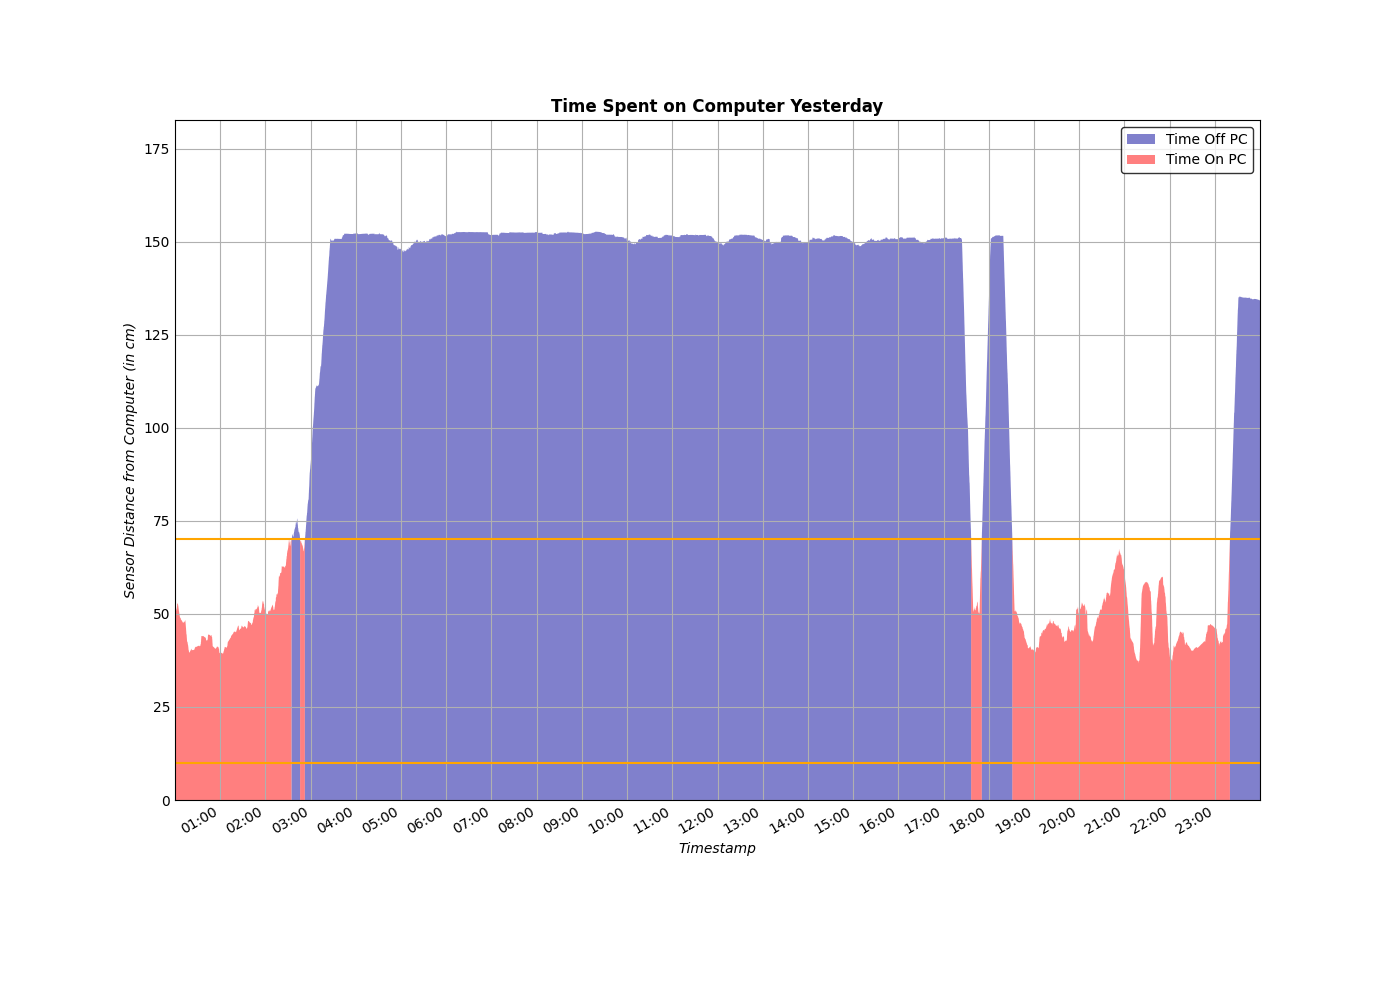 Time Spent on Computer Yesterday
Time Off PC
Time On PC
175
150
125
100
75
50
25
0
Sensor Distance from Computer (in cm)
01:00 02:00 03:00 04:00 05:00 06:00 07:00 08:00 09:00 10:00 11:00 12:00 13:00 14:00 15:00 16:00 17:00 18:00 19:00 20:00 21:00 22:00 23:00
Timestamp